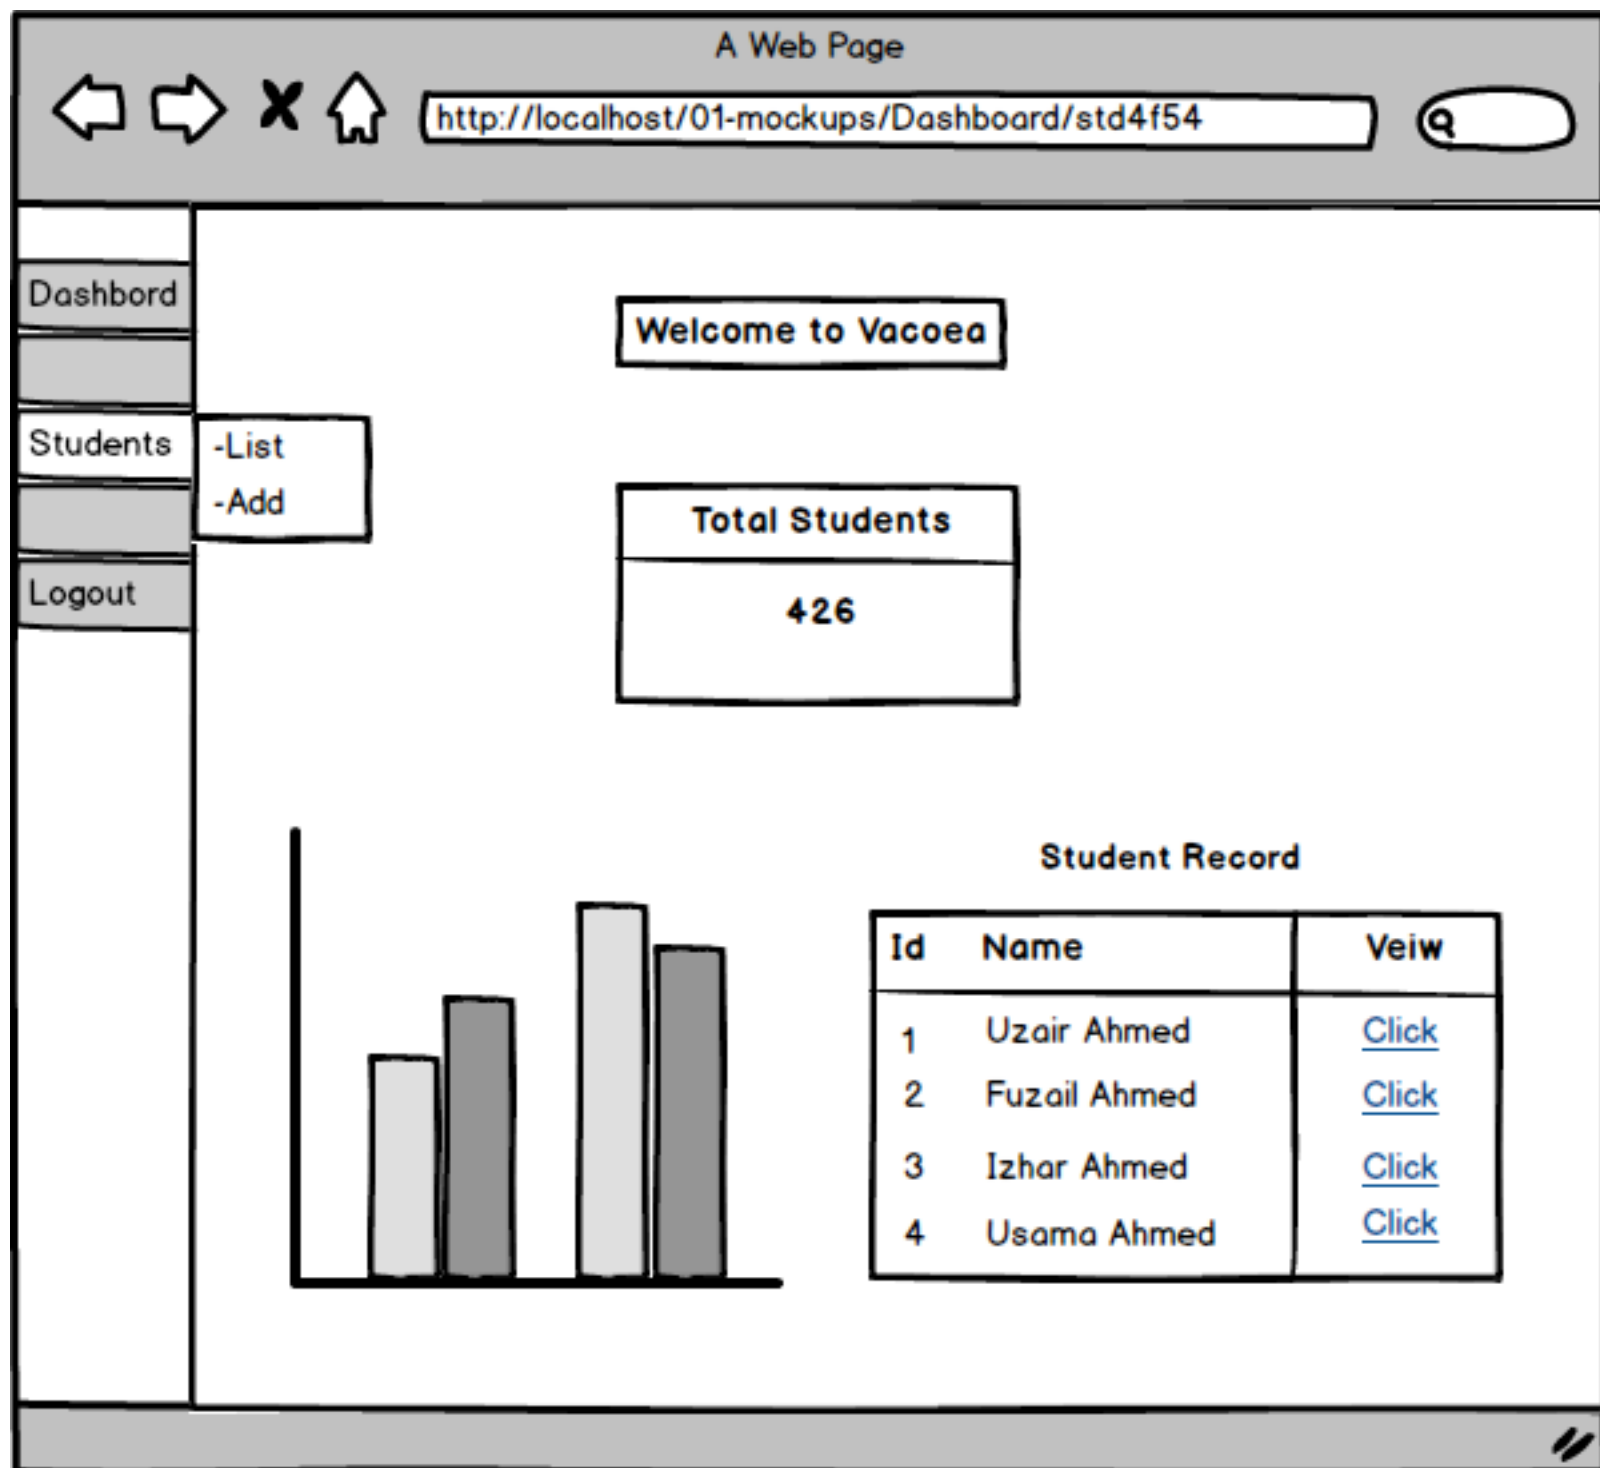 A Web Page
http://localhost/01-mockups/Dashboard/std4f54
Dashbord
Students
Logout
-List
-Add
Welcome to Vacoea
Total Students
426
Student Record
Id Name Veiw
1 Uzair Ahmed Click
2 Fuzail Ahmed Click
3 Izhar Ahmed Click
4 Usama Ahmed Click